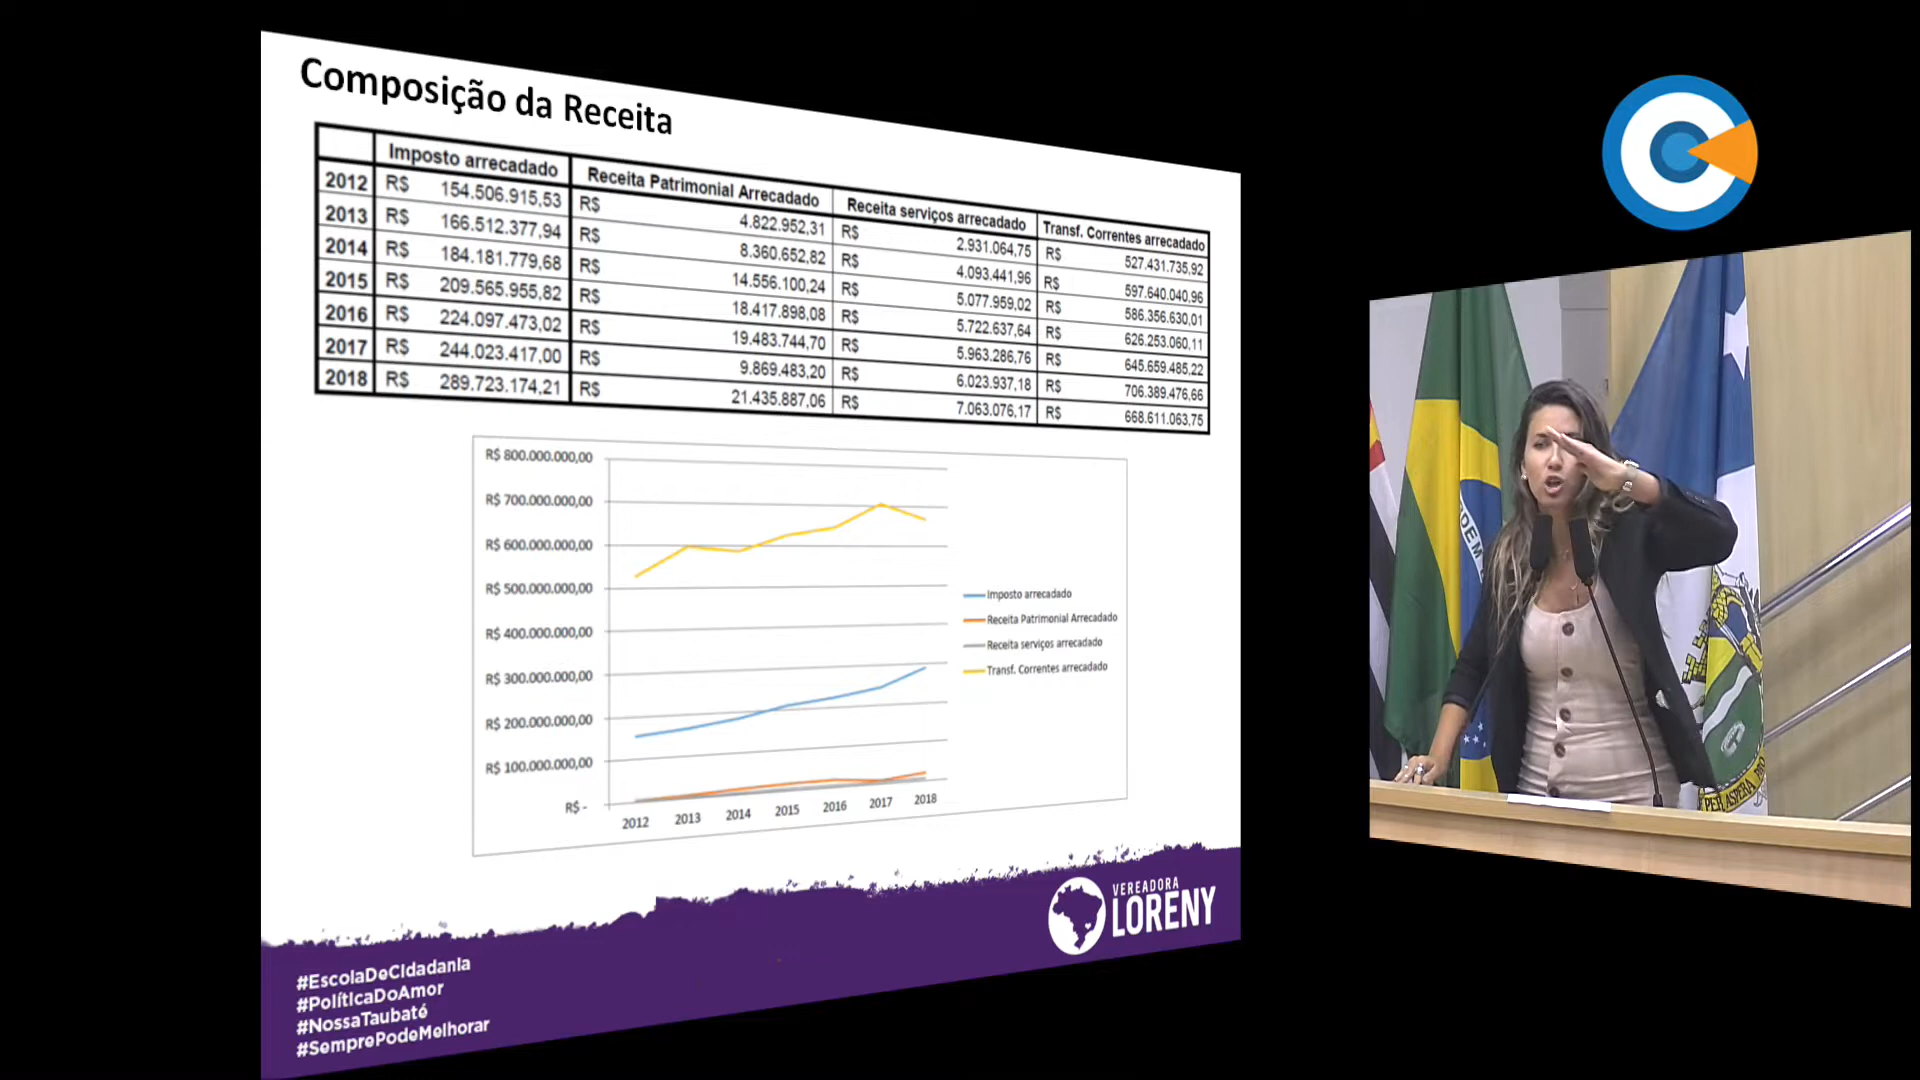 Composição da Receita
Imposto arrecadado Receita Patrimonial Arrecadado Receita serviços arrecadado Transf. Correntes arrecadado
2012 R$ 154.506.915,53 R$ 4.822.952,31 R$ 2.931.064,75 R$ 527.431.735,92
2013 R$ 166.512.377,94 R$ 8.360.652,82 R$ 4.093.441,96 R$ 597.640.040,96
2014 R$ 184.181.779,68 R$ 14.556.100,24 R$ 5.077.959,02 R$ 586.356.630,01
2015 R$ 209.565.955,82 R$ 18.417.898,08 R$ 5.722.637,64 R$ 626.253.060,11
2016 R$ 224.097.473,02 R$ 19.483.744,70 R$ 5.963.286,76 R$ 645.659.485,22
2017 R$ 244.023.417,00 R$ 9.869.483,20 R$ 6.023.937,18 R$ 706.389.476,66
2018 R$ 289.723.174,21 R$ 21.435.887,06 R$ 7.063.076,17 R$ 668.611.063,75
R$ 800.000.000,00
R$ 700.000.000,00
R$ 600.000.000,00
R$ 500.000.000,00
R$ 400.000.000,00
R$ 300.000.000,00
R$ 200.000.000,00
R$ 100.000.000,00
R$ -
2012 2013 2014 2015 2016 2017 2018
Imposto arrecadado
Receita Patrimonial Arrecadado
Receita serviços arrecadado
Transf. Correntes arrecadado
VEREADORA
LORENY
#EscolaDeCidadania
#PolíticaDoAmor
#NossaTaubaté
#SemprePodeMelhorar
RDEM
PER ASPERA